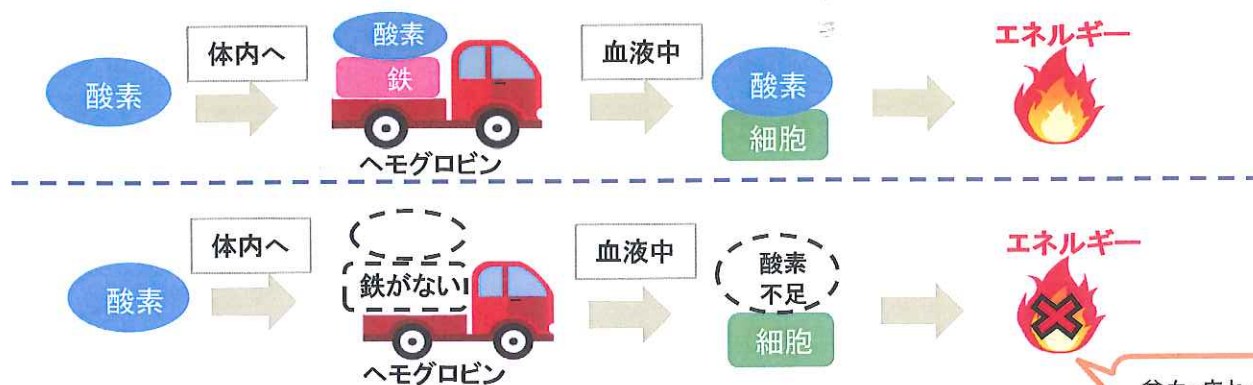 酸素
体内へ
酸素
鉄
ヘモグロビン
血液中
酸素
細胞
エネルギー
酸素
体内へ
鉄がない
ヘモグロビン
血液中
酸素
不足
細胞
エネルギー